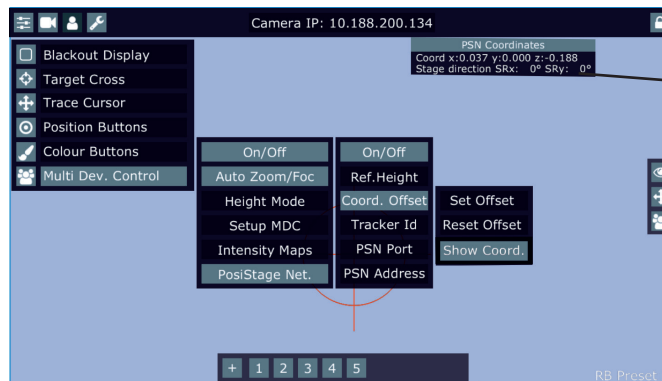 Camera IP: 10.188.200.134
PSN Coordinates
Coord x:0.037 y:0.000 z:-0.188
Stage direction SRx: 0° SRy: 0°
Blackout Display
Target Cross
Trace Cursor
Position Buttons
Colour Buttons
Multi Dev. Control
On/Off
Auto Zoom/Foc
Height Mode
Setup MDC
Intensity Maps
PosiStage Net.
On/Off
Ref.Height
Coord. Offset
Tracker Id
PSN Port
PSN Address
Set Offset
Reset Offset
Show Coord.
+ 1 2 3 4 5
RB Preset